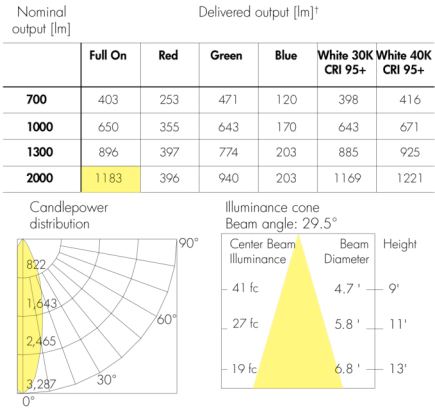 Nominal output [lm] Delivered output [lm]†
Full On Red Green Blue White 30K CRI 95+ White 40K CRI 95+
700 403 253 471 120 398 416
1000 650 355 643 170 643 671
1300 896 397 774 203 885 925
2000 1183 396 940 203 1169 1221
Candlepower
distribution
90°
822
1,643
60°
2,465
30°
3,287
0°
Illuminance cone
Beam angle: 29.5°
Center Beam Illuminance Beam Diameter Height
41 fc 4.7 ' 9'
27 fc 5.8 ' 11'
19 fc 6.8 ' 13'